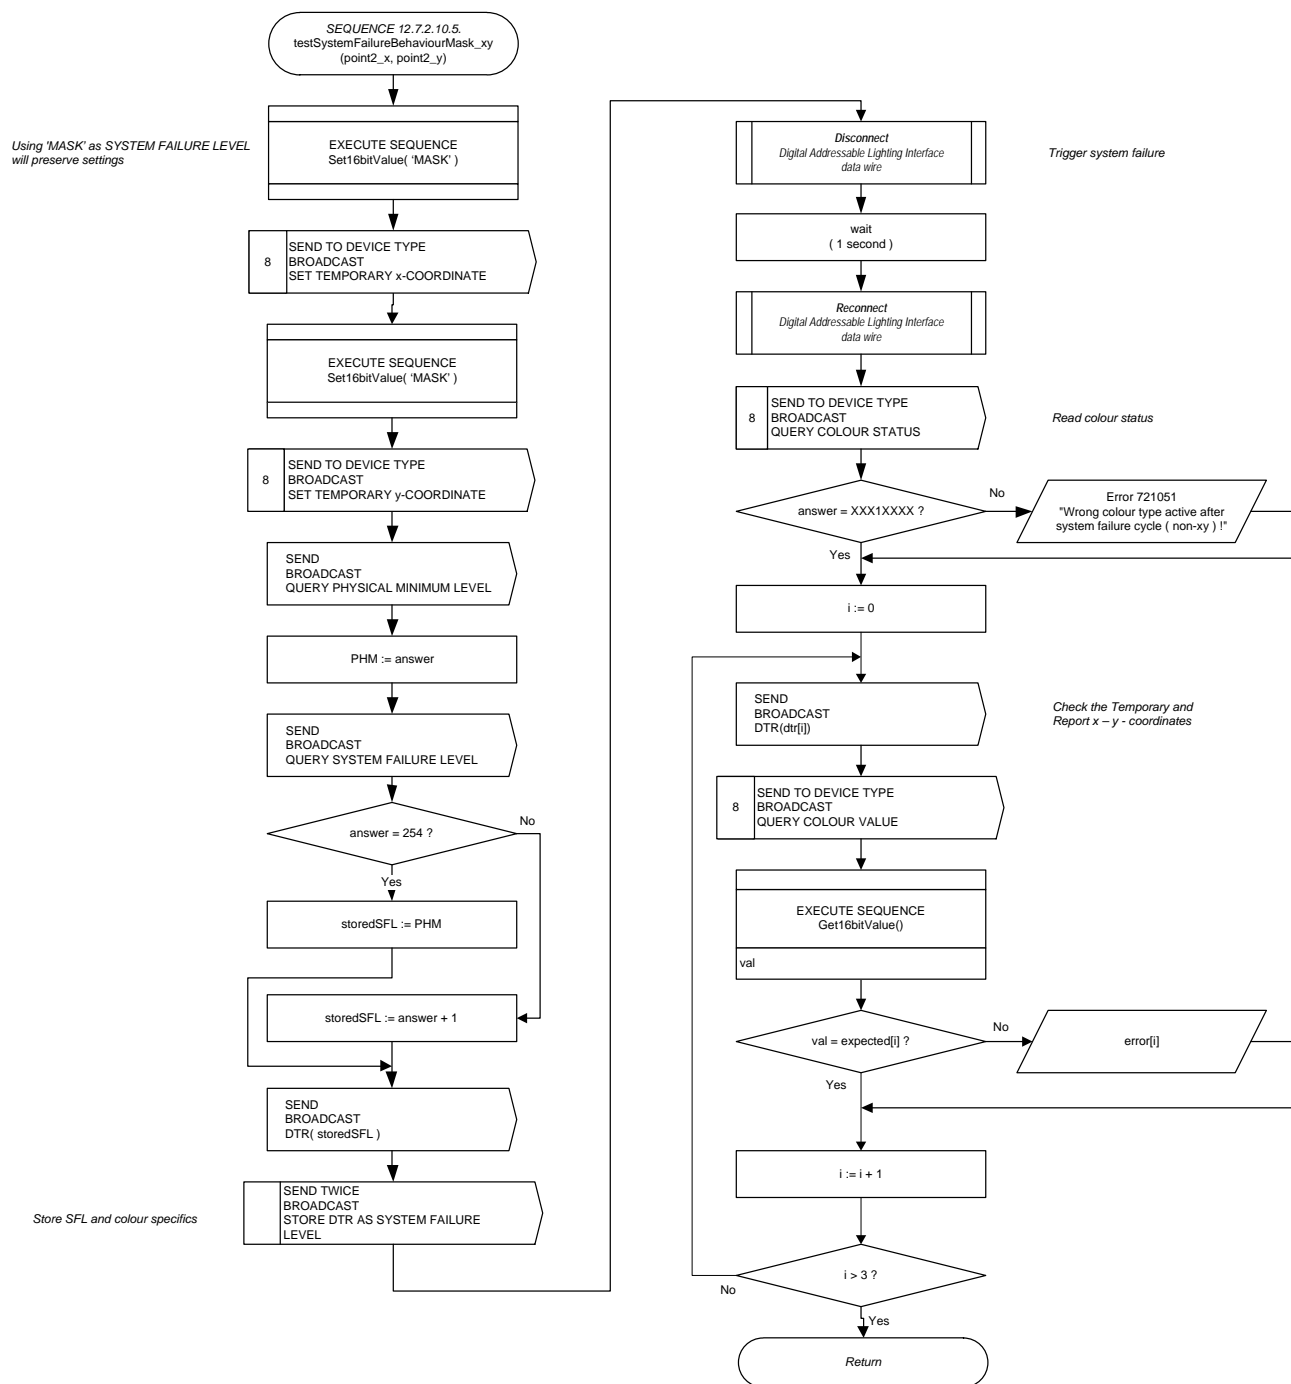 SEQUENCE 12.7.2.10.5.
testSystemFailureBehaviourMask_xy
(point2_x, point2_y)
Using 'MASK' as SYSTEM FAILURE LEVEL
will preserve settings
EXECUTE SEQUENCE
Set16bitValue( ‘MASK’ )
8
SEND TO DEVICE TYPE
BROADCAST
SET TEMPORARY x-COORDINATE
EXECUTE SEQUENCE
Set16bitValue( ‘MASK’ )
8
SEND TO DEVICE TYPE
BROADCAST
SET TEMPORARY y-COORDINATE
SEND
BROADCAST
QUERY PHYSICAL MINIMUM LEVEL
PHM := answer
SEND
BROADCAST
QUERY SYSTEM FAILURE LEVEL
answer = 254 ?
No
Yes
storedSFL := PHM
storedSFL := answer + 1
SEND
BROADCAST
DTR( storedSFL )
Store SFL and colour specifics
SEND TWICE
BROADCAST
STORE DTR AS SYSTEM FAILURE
LEVEL
Disconnect
Digital Addressable Lighting Interface
data wire
Trigger system failure
wait
( 1 second )
Reconnect
Digital Addressable Lighting Interface
data wire
8
SEND TO DEVICE TYPE
BROADCAST
QUERY COLOUR STATUS
Read colour status
answer = XXX1XXXX ?
No
Error 721051
"Wrong colour type active after
system failure cycle ( non-xy ) !"
Yes
i := 0
SEND
BROADCAST
DTR(dtr[i])
Check the Temporary and
Report x – y - coordinates
8
SEND TO DEVICE TYPE
BROADCAST
QUERY COLOUR VALUE
EXECUTE SEQUENCE
Get16bitValue()
val
val = expected[i] ?
No
error[i]
Yes
i := i + 1
i > 3 ?
No
Yes
Return